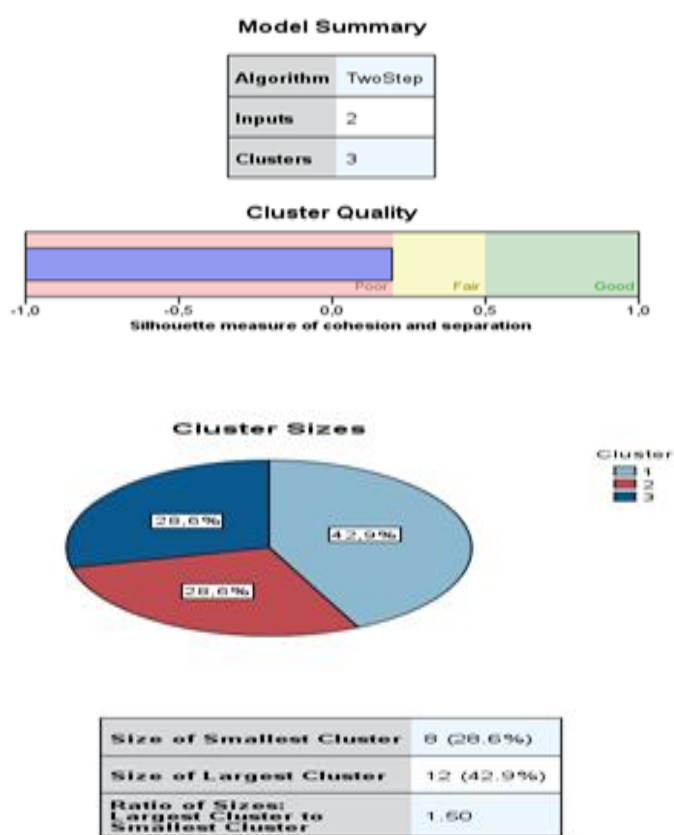 Model Summary
Algorithm TwoStep
Inputs 2
Clusters 3
Cluster Quality
Poor Fair Good
-1,0 -0,5 0,0 0,5 1,0
Silhouette measure of cohesion and separation
Cluster Sizes
Cluster
1
2
3
28,6%
42,9%
28,6%
Size of Smallest Cluster 8 (28.6%)
Size of Largest Cluster 12 (42.9%)
Ratio of Sizes:
Largest Cluster to
Smallest Cluster 1.50